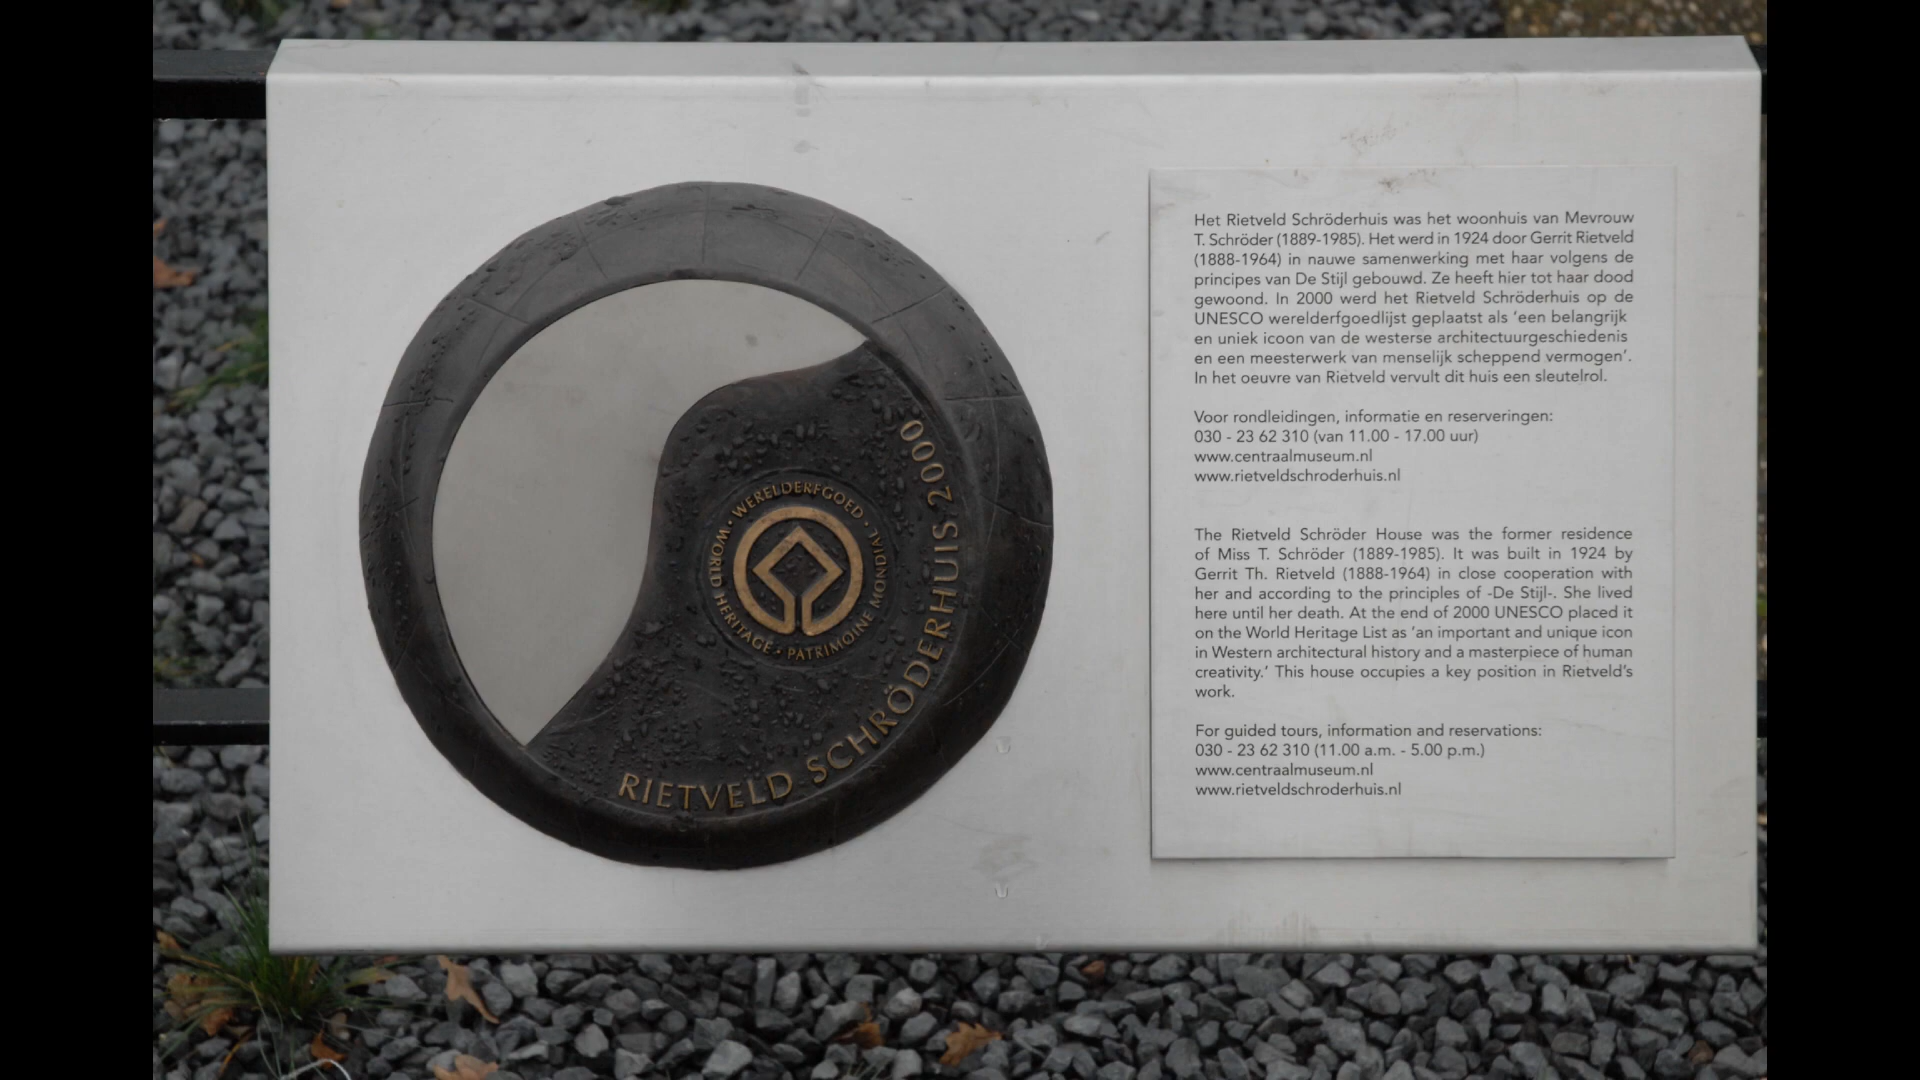 WERELDERFGOED · PATRIMOINE MONDIAL · WORLD HERITAGE ·
RIETVELD SCHRÖDERHUIS 2000
Het Rietveld Schröderhuis was het woonhuis van Mevrouw
T. Schröder (1889-1985). Het werd in 1924 door Gerrit Rietveld
(1888-1964) in nauwe samenwerking met haar volgens de
principes van De Stijl gebouwd. Ze heeft hier tot haar dood
gewoond. In 2000 werd het Rietveld Schröderhuis op de
UNESCO werelderfgoedlijst geplaatst als ‘een belangrijk
en uniek icoon van de westerse architectuurgeschiedenis
en een meesterwerk van menselijk scheppend vermogen’.
In het oeuvre van Rietveld vervult dit huis een sleutelrol.
Voor rondleidingen, informatie en reserveringen:
030 - 23 62 310 (van 11.00 - 17.00 uur)
www.centraalmuseum.nl
www.rietveldschroderhuis.nl
The Rietveld Schröder House was the former residence
of Miss T. Schröder (1889-1985). It was built in 1924 by
Gerrit Th. Rietveld (1888-1964) in close cooperation with
her and according to the principles of -De Stijl-. She lived
here until her death. At the end of 2000 UNESCO placed it
on the World Heritage List as ‘an important and unique icon
in Western architectural history and a masterpiece of human
creativity.‘ This house occupies a key position in Rietveld’s
work.
For guided tours, information and reservations:
030 - 23 62 310 (11.00 a.m. - 5.00 p.m.)
www.centraalmuseum.nl
www.rietveldschroderhuis.nl